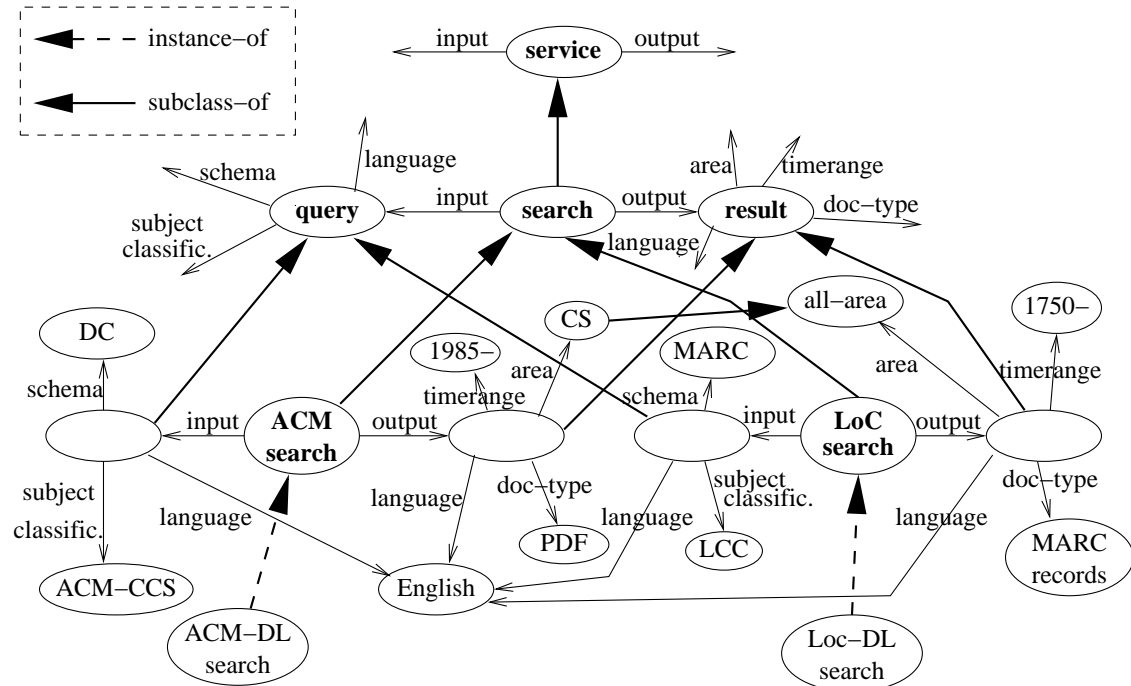 instance−of
subclass−of
input
service
output
schema
language
area
timerange
query
input
search
output
result
doc−type
subject
classific.
language
DC
1985−
CS
all−area
1750−
MARC
area
area
schema
timerange
schema
timerange
input
ACM
search
output
input
LoC
search
output
subject
classific.
language
language
doc−type
language
subject
classific.
language
doc−type
ACM−CCS
English
PDF
LCC
MARC
records
ACM−DL
search
Loc−DL
search